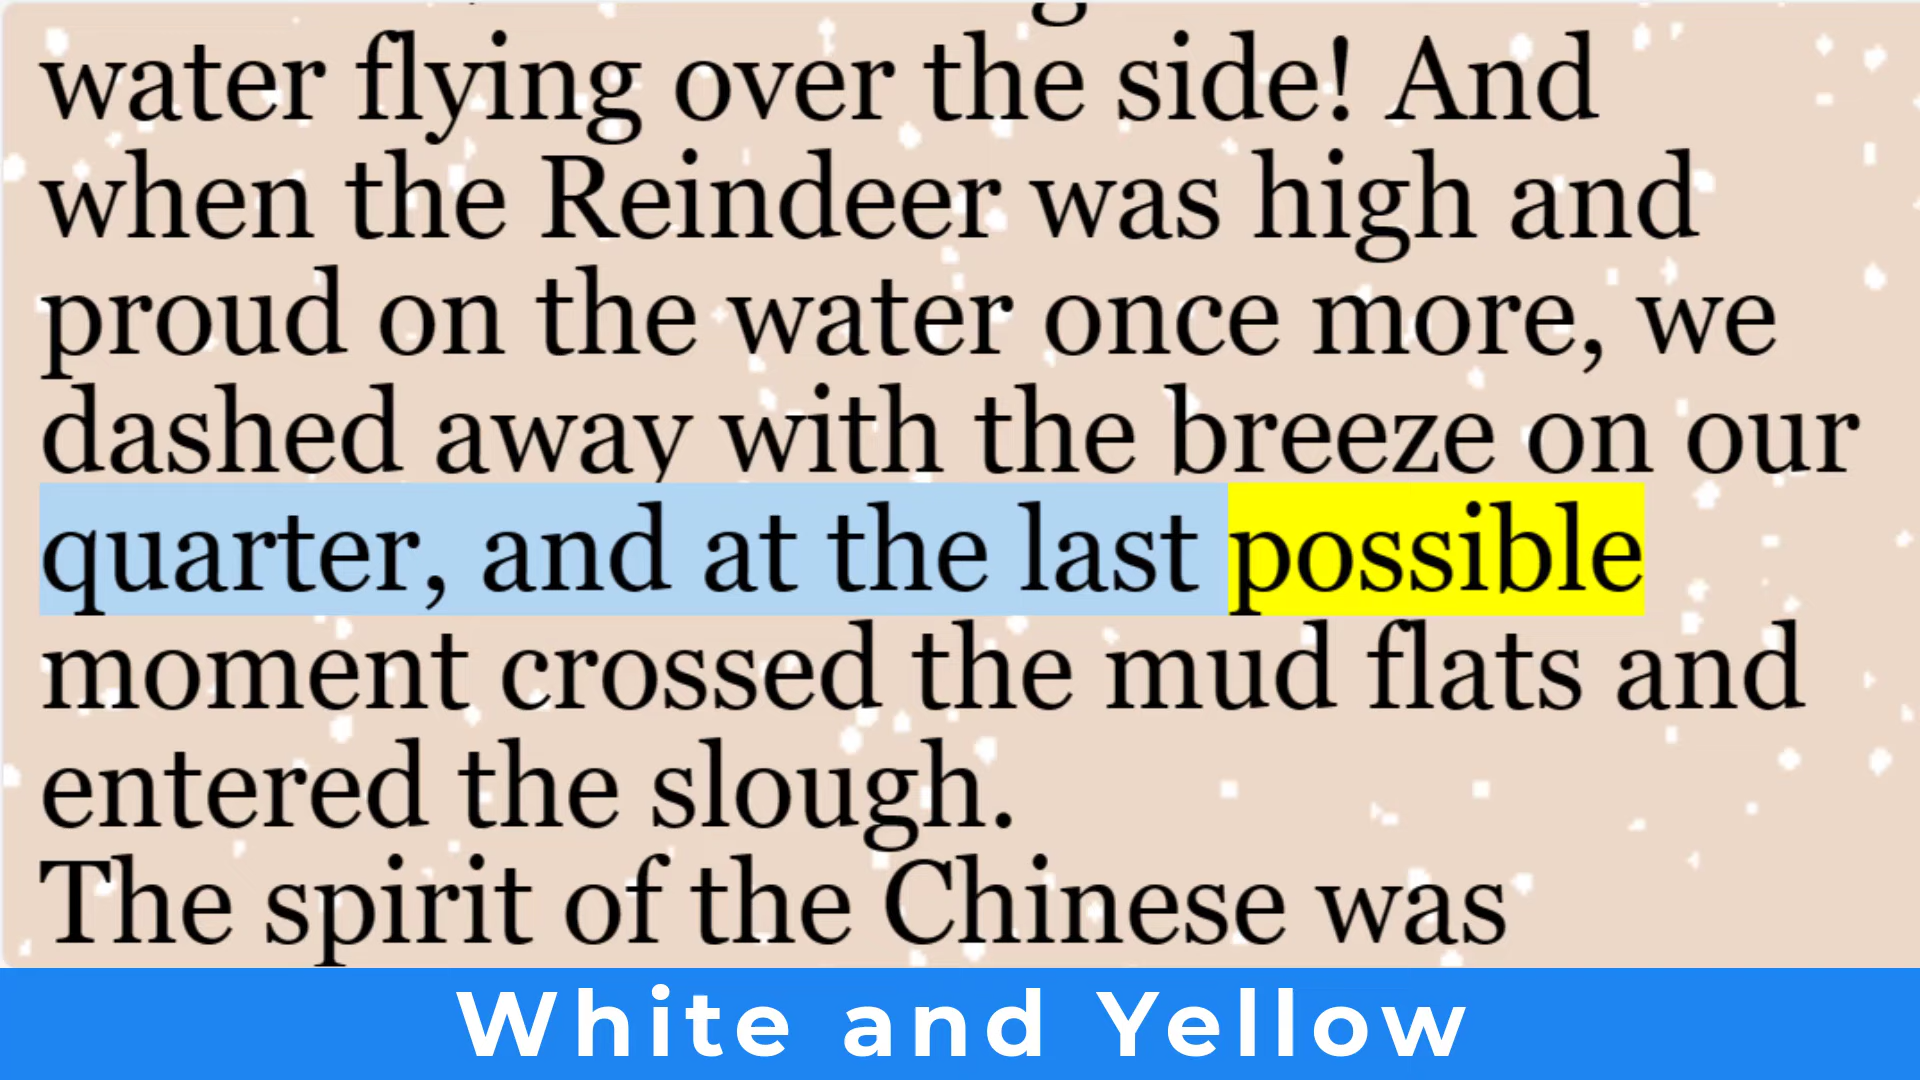 water flying over the side! And
when the Reindeer was high and
proud on the water once more, we
dashed away with the breeze on our
quarter, and at the last possible
moment crossed the mud flats and
entered the slough.
The spirit of the Chinese was
White and Yellow